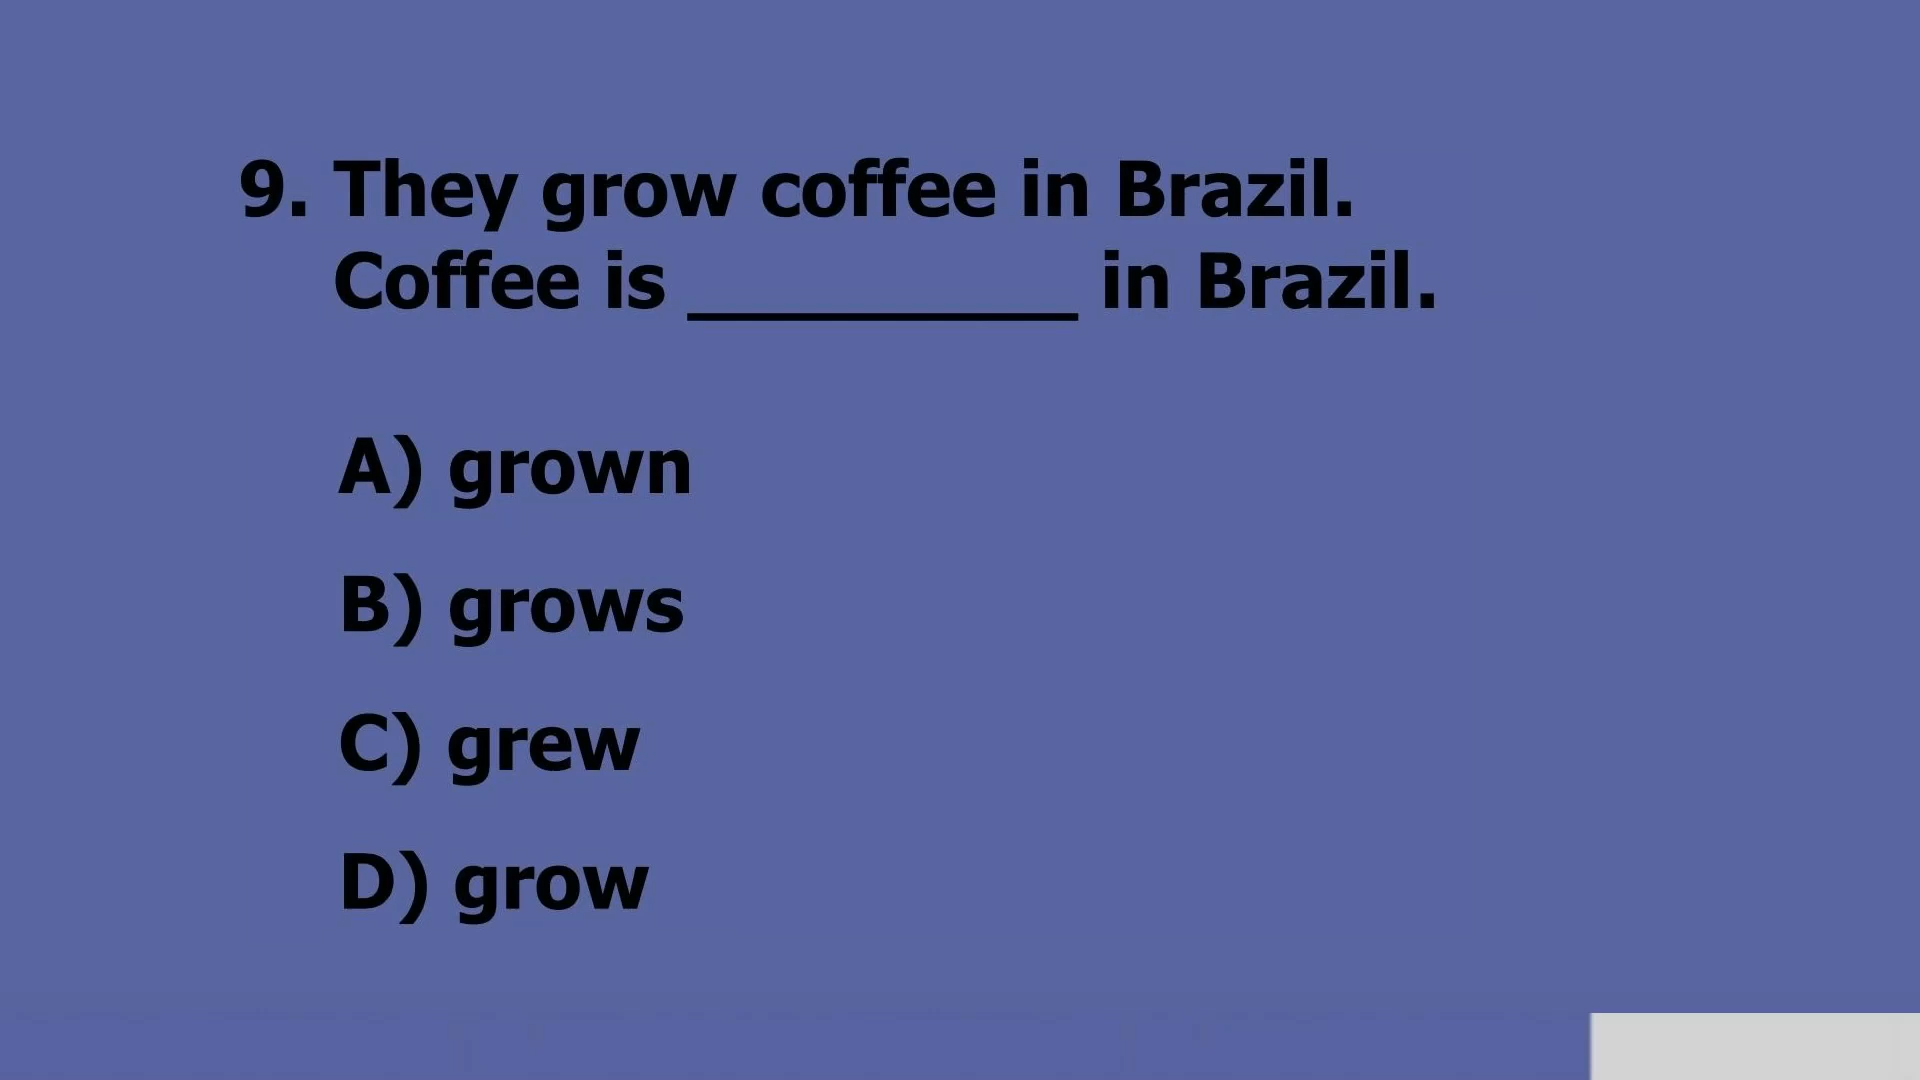 9. They grow coffee in Brazil.
Coffee is __________ in Brazil.
A) grown
B) grows
C) grew
D) grow